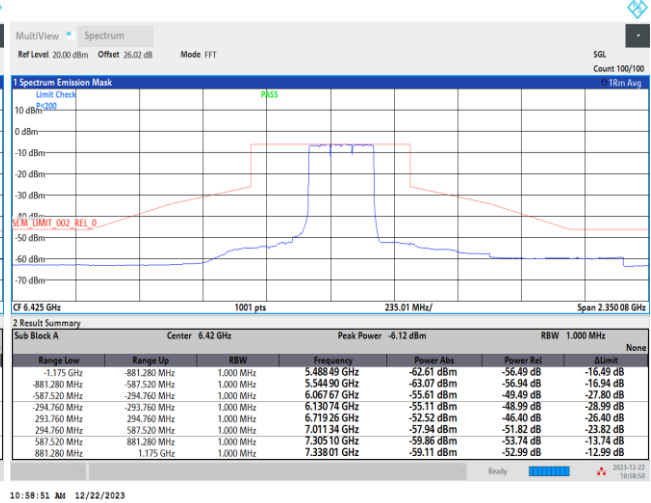 MultiView Spectrum
Ref Level 20.00 dBm Offset 26.02 dB Mode FFT SGL
Count 100/100
1 Spectrum Emission Mask 1Rm Avg
Limit Check PASS
P<200
10 dBm
0 dBm
-10 dBm
-20 dBm
-30 dBm
-40 dBm
SEM_LIMIT_002_REL_0
-50 dBm
-60 dBm
-70 dBm
CF 6.425 GHz 1001 pts 235.01 MHz/ Span 2.350 08 GHz
2 Result Summary
Sub Block A Center 6.42 GHz Peak Power -6.12 dBm RBW 1.000 MHz
None
Range Low Range Up RBW Frequency Power Abs Power Rel ΔLimit
-1.175 GHz -881.280 MHz 1.000 MHz 5.488 49 GHz -62.61 dBm -56.49 dB -16.49 dB
-881.280 MHz -587.520 MHz 1.000 MHz 5.544 90 GHz -63.07 dBm -56.94 dB -16.94 dB
-587.520 MHz -294.760 MHz 1.000 MHz 6.067 67 GHz -55.61 dBm -49.49 dB -27.80 dB
-294.760 MHz -293.760 MHz 1.000 MHz 6.130 74 GHz -55.11 dBm -48.99 dB -28.99 dB
293.760 MHz 294.760 MHz 1.000 MHz 6.719 26 GHz -52.52 dBm -46.40 dB -26.40 dB
294.760 MHz 587.520 MHz 1.000 MHz 7.011 34 GHz -57.94 dBm -51.82 dB -23.82 dB
587.520 MHz 881.280 MHz 1.000 MHz 7.305 10 GHz -59.86 dBm -53.74 dB -13.74 dB
881.280 MHz 1.175 GHz 1.000 MHz 7.338 01 GHz -59.11 dBm -52.99 dB -12.99 dB
Ready 2023-12-22
10:58:50
10:58:51 AM 12/22/2023